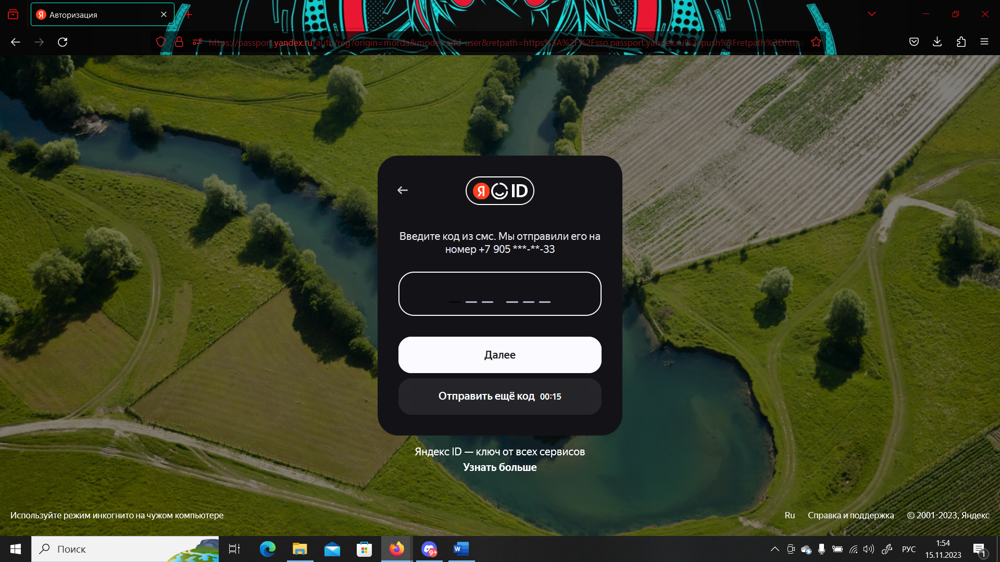 Авторизация
https://passport.yandex.ru/auth/reg?origin=morda&mode=add-user&retpath=https%3A%2F%2Fsso.passport.yandex.ru%2Fpush%3Fretpath%3Dhttps
Я ID
Введите код из смс. Мы отправили его на
номер +7 905 ***-**-33
Далее
Отправить ещё код 00:15
Яндекс ID — ключ от всех сервисов
Узнать больше
Используйте режим инкогнито на чужом компьютере
Ru Справка и поддержка © 2001-2023, Яндекс
Поиск
9+
W
РУС
1:54
15.11.2023
1